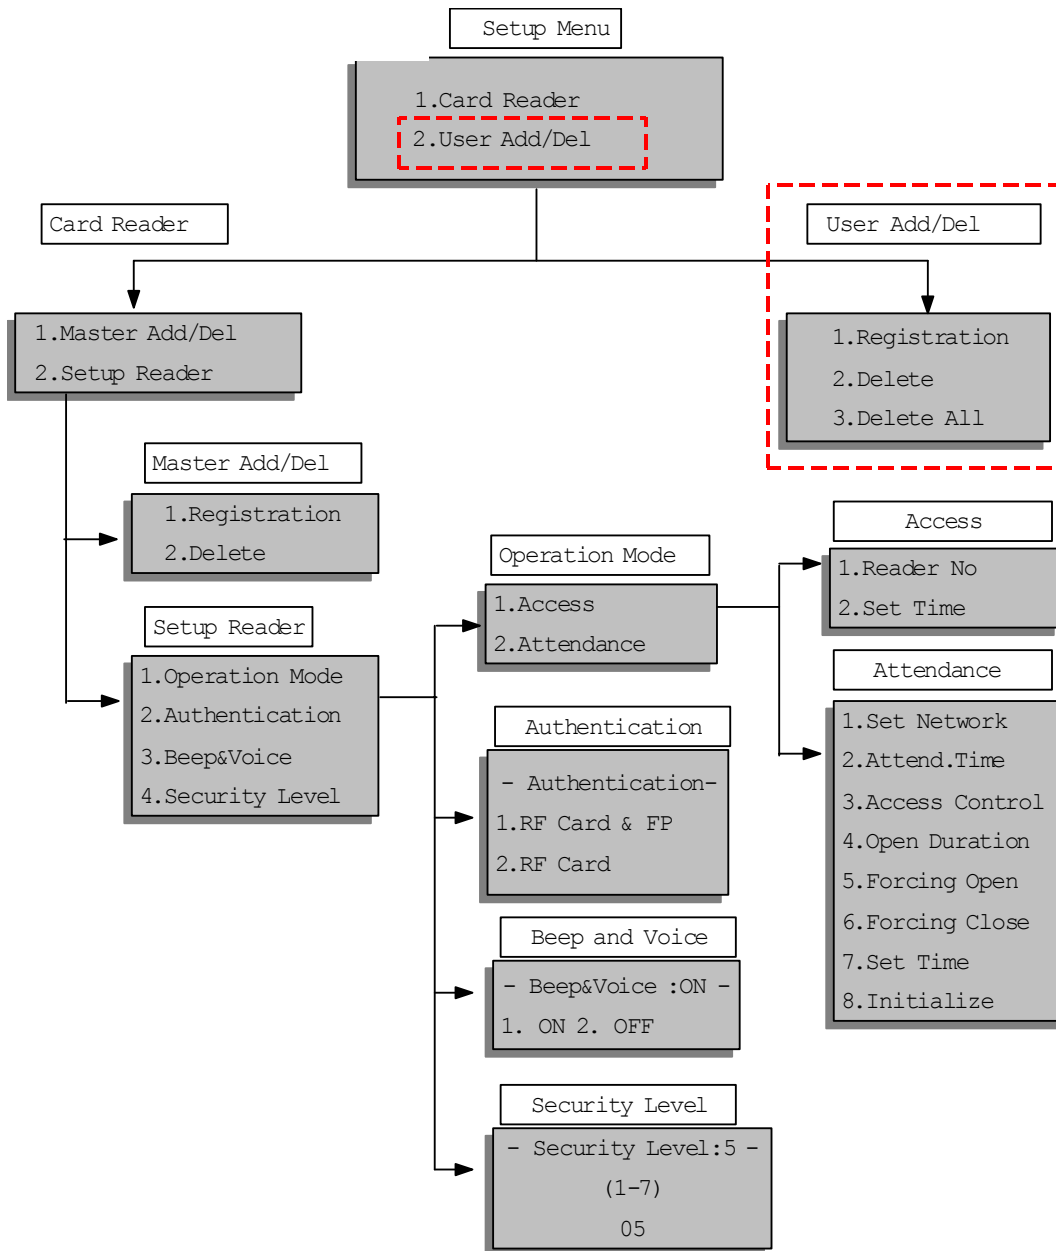 Setup Menu
1.Card Reader
2.User Add/Del
Card Reader
User Add/Del
1.Master Add/Del
2.Setup Reader
1.Registration
2.Delete
3.Delete All
Master Add/Del
1.Registration
2.Delete
Setup Reader
1.Operation Mode
2.Authentication
3.Beep&Voice
4.Security Level
Operation Mode
1.Access
2.Attendance
Access
1.Reader No
2.Set Time
Attendance
1.Set Network
2.Attend.Time
3.Access Control
4.Open Duration
5.Forcing Open
6.Forcing Close
7.Set Time
8.Initialize
Authentication
- Authentication-
1.RF Card & FP
2.RF Card
Beep and Voice
- Beep&Voice :ON -
1. ON 2. OFF
Security Level
- Security Level:5 -
(1-7)
05